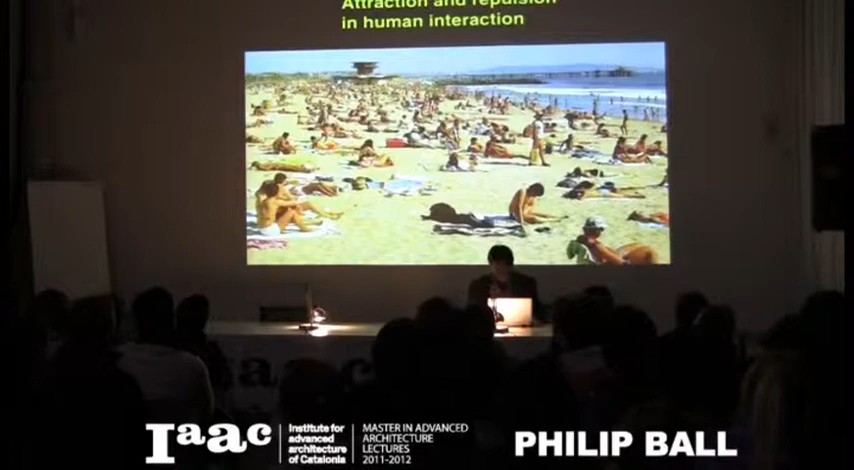 Attraction and repulsion
in human interaction
Iaac
Institute for
advanced
architecture
of Catalonia
MASTER IN ADVANCED
ARCHITECTURE
LECTURES
2011-2012
PHILIP BALL